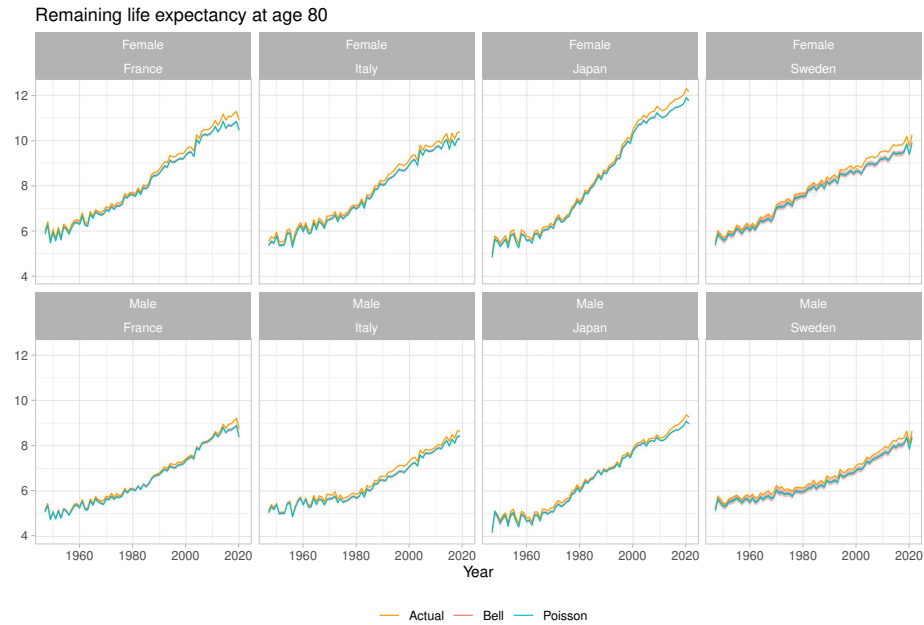 Remaining life expectancy at age 80
Female Female Female Female
France Italy Japan Sweden
12
10
8
6
4
Male Male Male Male
France Italy Japan Sweden
12
10
8
6
4
1960 1980 2000 2020 1960 1980 2000 2020 1960 1980 2000 2020 1960 1980 2000 2020
Year
Actual Bell Poisson